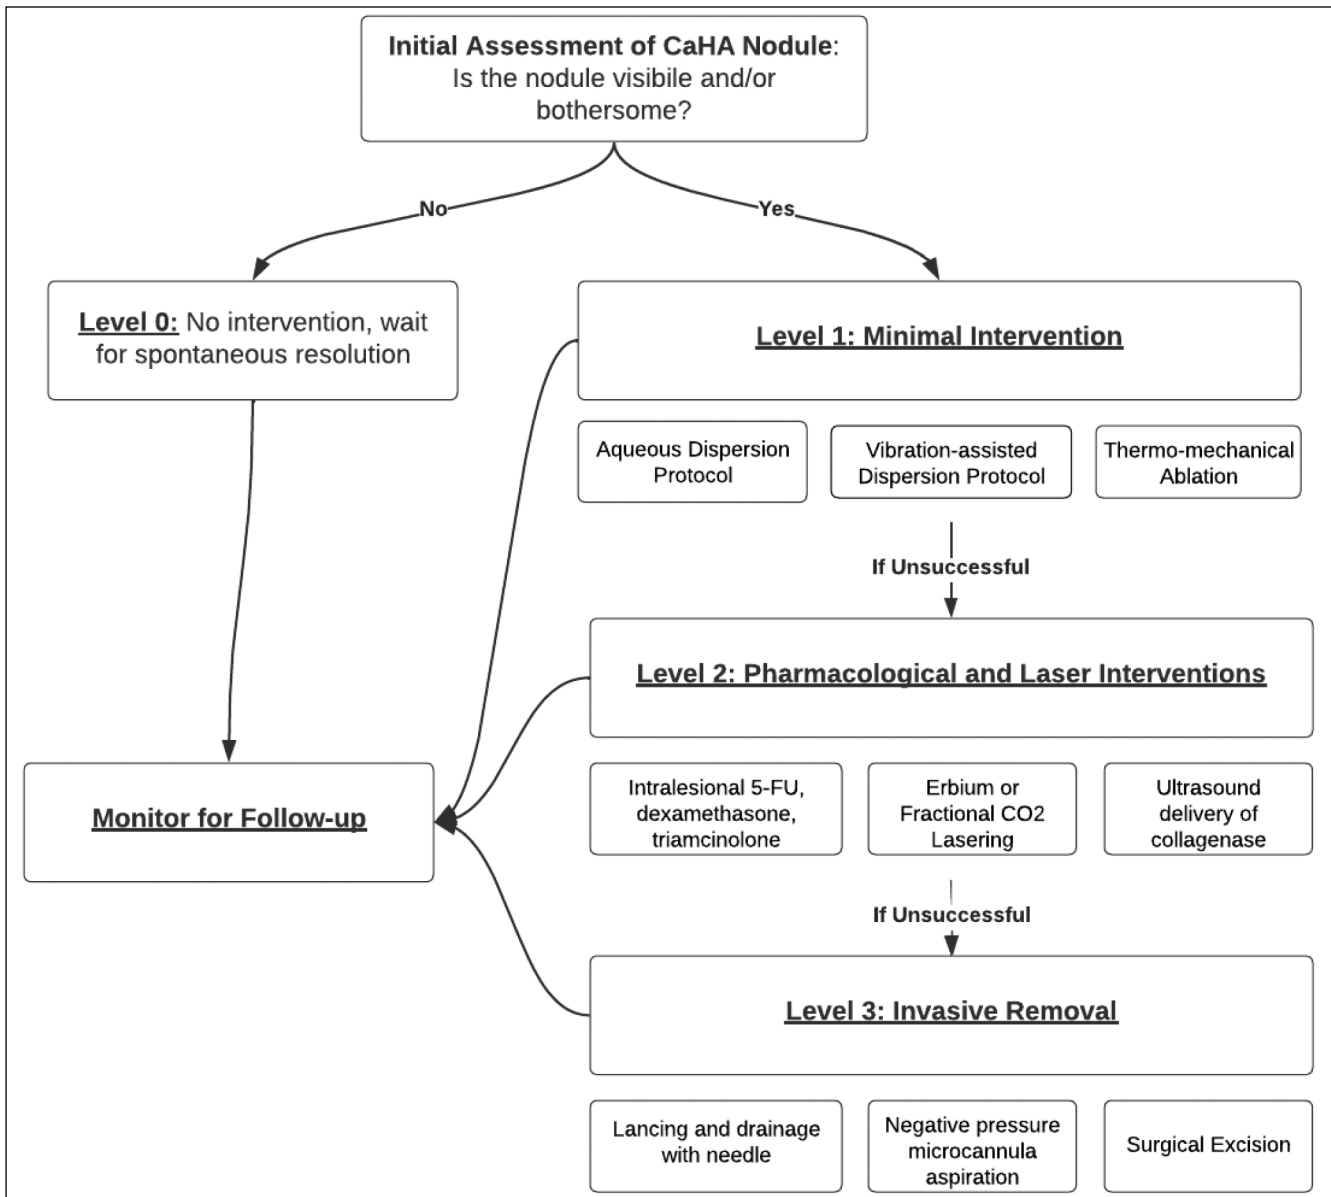 Initial Assessment of CaHA Nodule:
Is the nodule visibile and/or
bothersome?
No
Yes
Level 0: No intervention, wait
for spontaneous resolution
Level 1: Minimal Intervention
Aqueous Dispersion
Protocol
Vibration-assisted
Dispersion Protocol
Thermo-mechanical
Ablation
If Unsuccessful
Level 2: Pharmacological and Laser Interventions
Monitor for Follow-up
Intralesional 5-FU,
dexamethasone,
triamcinolone
Erbium or
Fractional CO2
Lasering
Ultrasound
delivery of
collagenase
If Unsuccessful
Level 3: Invasive Removal
Lancing and drainage
with needle
Negative pressure
microcannula
aspiration
Surgical Excision